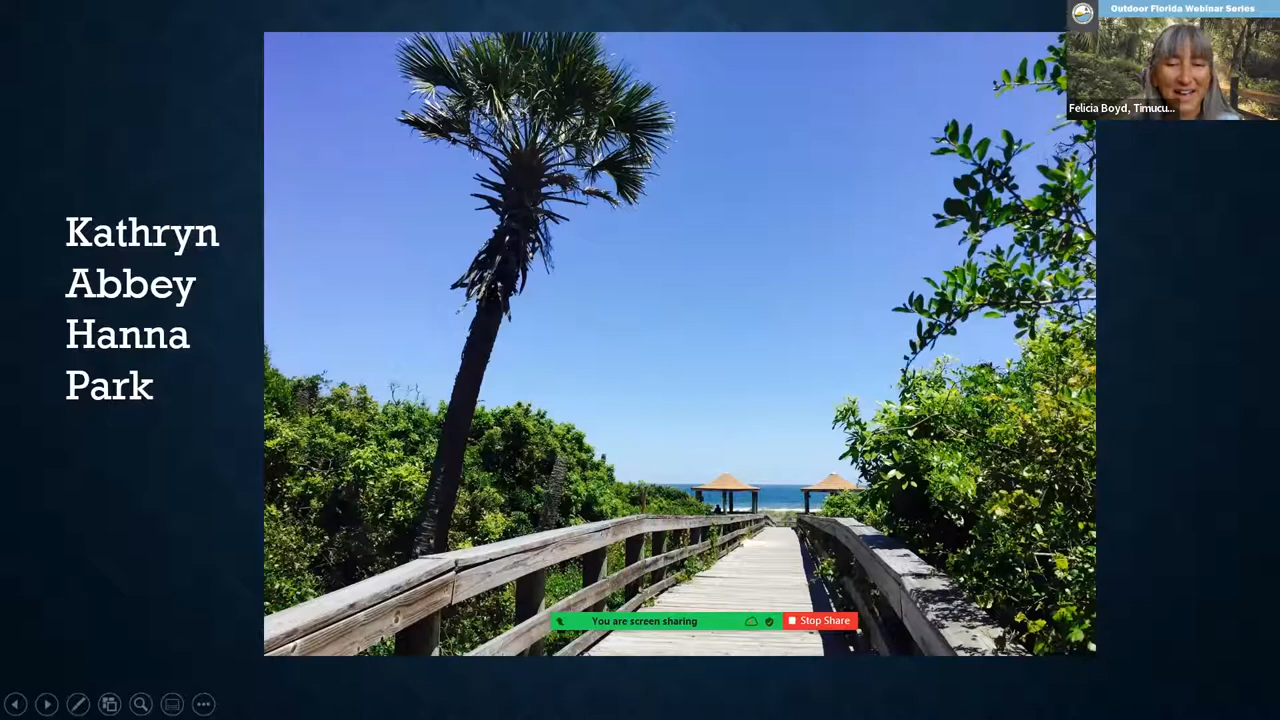 Outdoor Florida Webinar Series
Felicia Boyd, Timucu...
Kathryn
Abbey
Hanna
Park
You are screen sharing
Stop Share